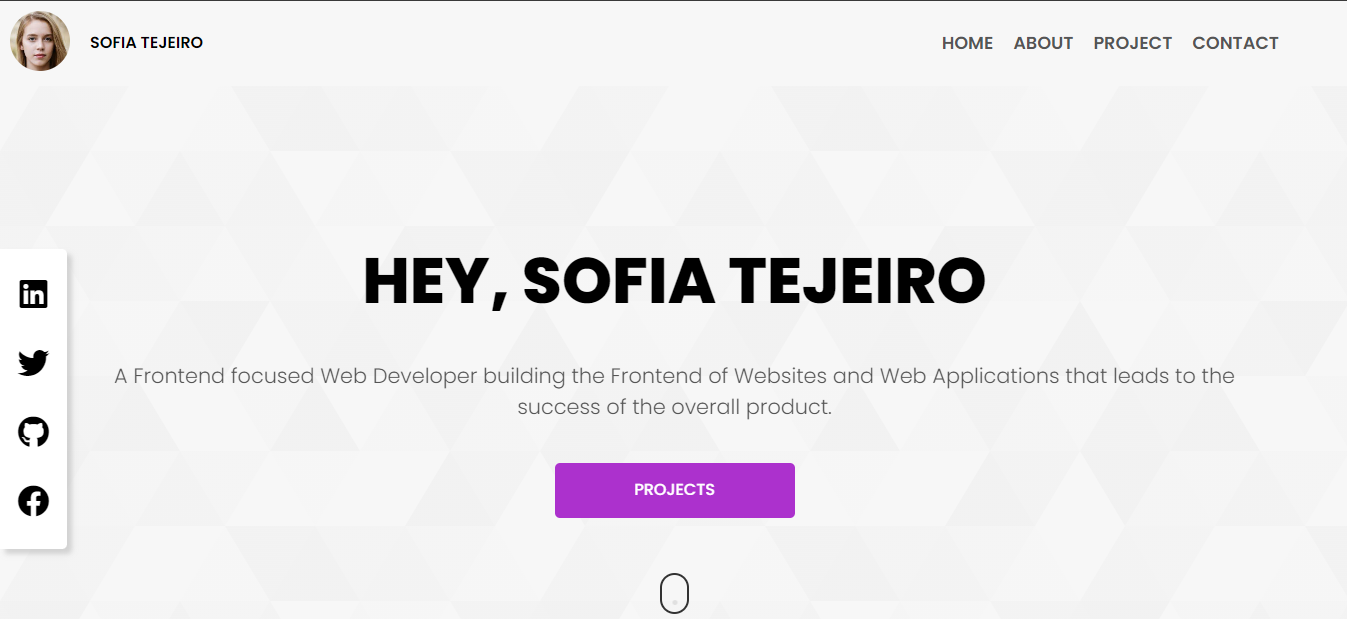 SOFIA TEJEIRO
HOME ABOUT PROJECT CONTACT
HEY, SOFIA TEJEIRO
in
A Frontend focused Web Developer building the Frontend of Websites and Web Applications that leads to the
success of the overall product.
PROJECTS